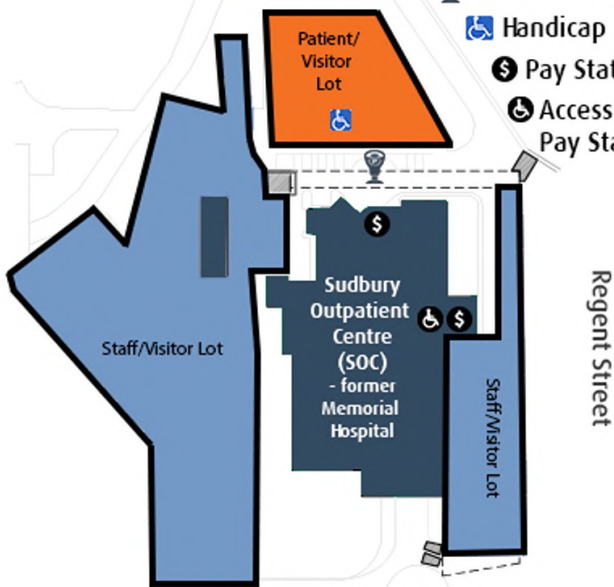 Patient/
Visitor
Lot
Handicap
$ Pay Stat
Access
Pay Sta
$
Sudbury
Outpatient
Centre
(SOC)
- former
Memorial
Hospital
$
Staff/Visitor Lot
Staff/Visitor Lot
Regent Street